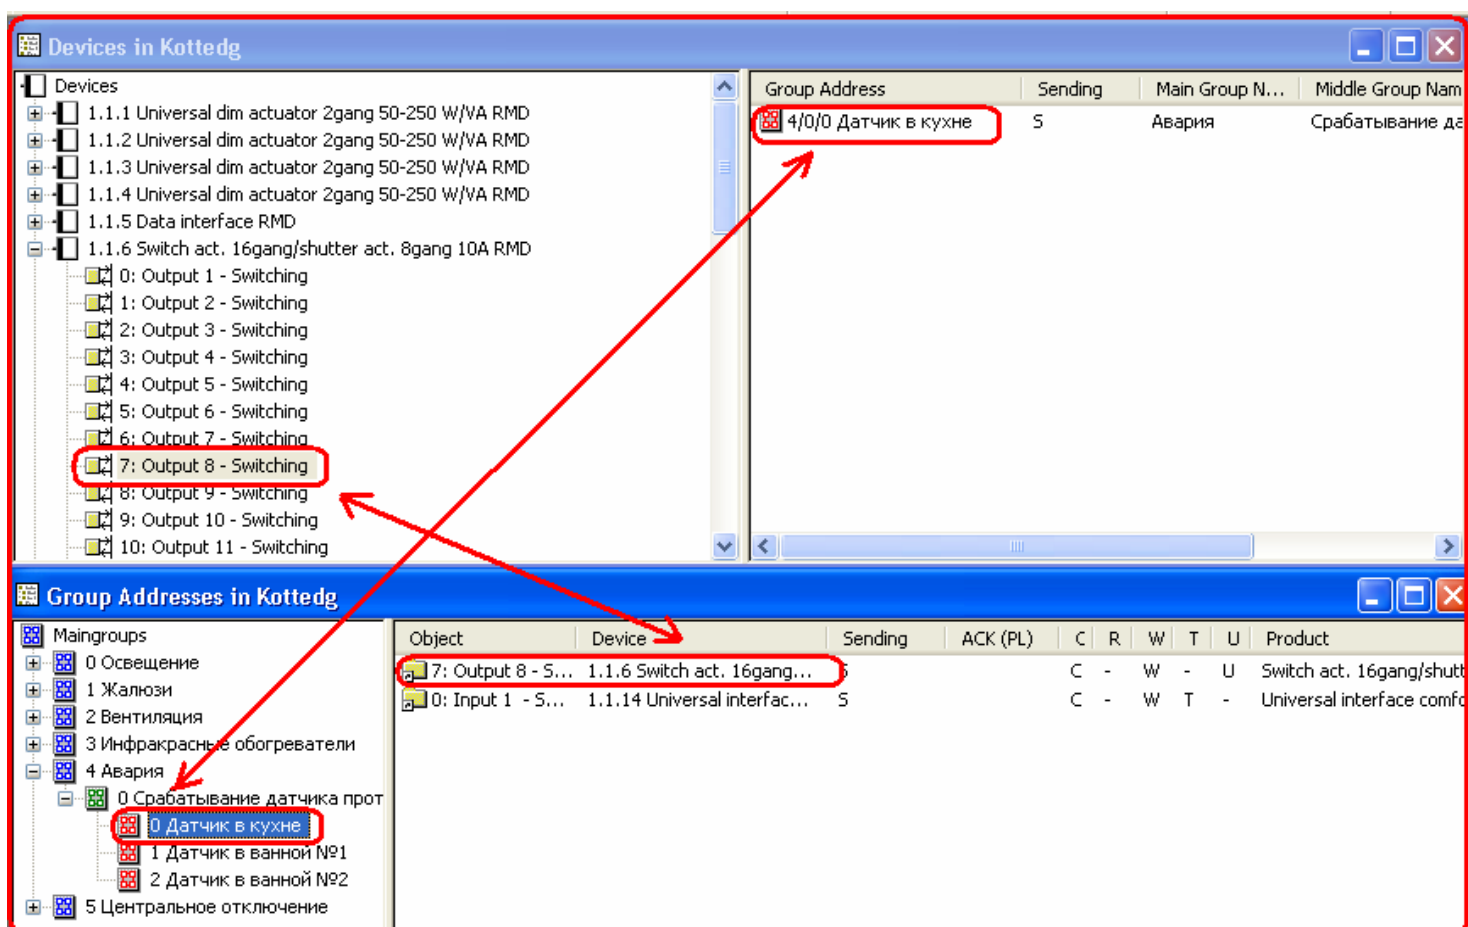 Devices in Kottedg
Devices
1.1.1 Universal dim actuator 2gang 50-250 W/VA RMD
1.1.2 Universal dim actuator 2gang 50-250 W/VA RMD
1.1.3 Universal dim actuator 2gang 50-250 W/VA RMD
1.1.4 Universal dim actuator 2gang 50-250 W/VA RMD
1.1.5 Data interface RMD
1.1.6 Switch act. 16gang/shutter act. 8gang 10A RMD
0: Output 1 - Switching
1: Output 2 - Switching
2: Output 3 - Switching
3: Output 4 - Switching
4: Output 5 - Switching
5: Output 6 - Switching
6: Output 7 - Switching
7: Output 8 - Switching
8: Output 9 - Switching
9: Output 10 - Switching
10: Output 11 - Switching
Group Address Sending Main Group N... Middle Group Nam
4/0/0 Датчик в кухне S Авария Срабатывание да
Group Addresses in Kottedg
Maingroups
0 Освещение
1 Жалюзи
2 Вентиляция
3 Инфракрасные обогреватели
4 Авария
0 Срабатывание датчика прот
0 Датчик в кухне
1 Датчик в ванной №1
2 Датчик в ванной №2
5 Центральное отключение
Object Device Sending ACK (PL) C R W T U Product
7: Output 8 - S... 1.1.6 Switch act. 16gang... S C - W - U Switch act. 16gang/shutt
0: Input 1 - S... 1.1.14 Universal interfac... S C - W T - Universal interface comfo